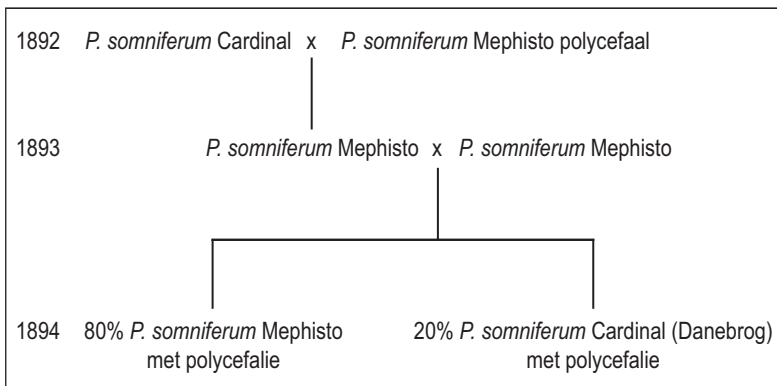 1892 P. somniferum Cardinal x P. somniferum Mephisto polycefaal
1893 P. somniferum Mephisto x P. somniferum Mephisto
1894 80% P. somniferum Mephisto 20% P. somniferum Cardinal (Danebrog)
met polycefalie met polycefalie